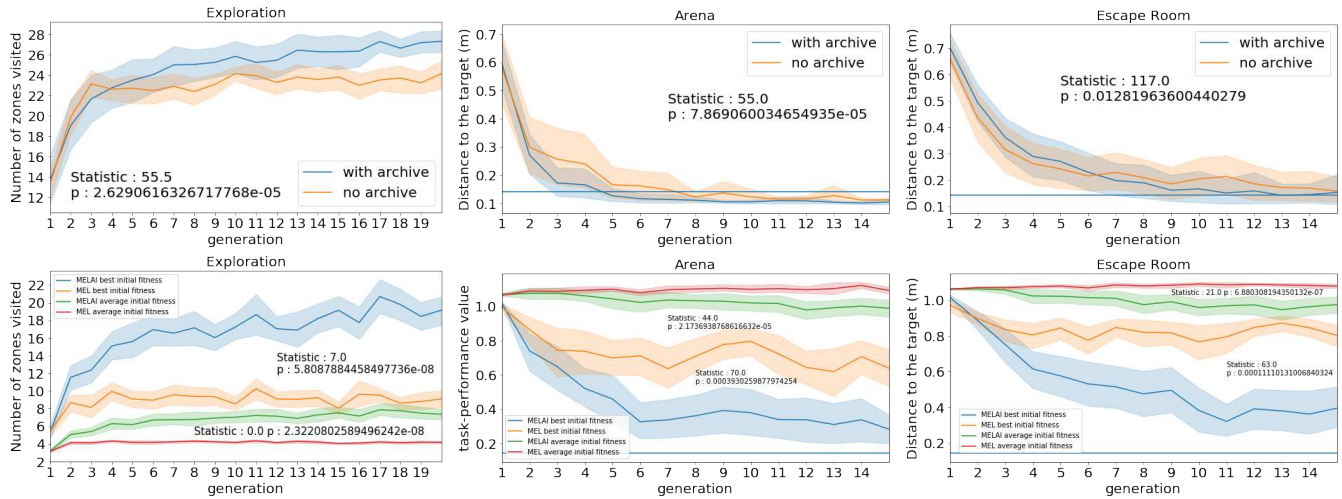 Exploration
Number of zones visited
28
26
24
22
20
18
16
14
12
Statistic : 55.5
p : 2.6290616326717768e-05
with archive
no archive
1 2 3 4 5 6 7 8 9 10 11 12 13 14 15 16 17 18 19
generation
Arena
Distance to the target (m)
0.7
0.6
0.5
0.4
0.3
0.2
0.1
with archive
no archive
Statistic : 55.0
p : 7.869060034654935e-05
1 2 3 4 5 6 7 8 9 10 11 12 13 14
generation
Escape Room
Distance to the target (m)
0.7
0.6
0.5
0.4
0.3
0.2
0.1
with archive
no archive
Statistic : 117.0
p : 0.01281963600440279
1 2 3 4 5 6 7 8 9 10 11 12 13 14
generation
Exploration
Number of zones visited
22
20
18
16
14
12
10
8
6
4
2
MELAI best initial fitness
MEL best initial fitness
MELAI average initial fitness
MEL average initial fitness
Statistic : 7.0
p : 5.8087884458497736e-08
Statistic : 0.0 p : 2.3220802589496242e-08
1 2 3 4 5 6 7 8 9 10 11 12 13 14 15 16 17 18 19
generation
Arena
task-performance value
1.0
0.8
0.6
0.4
0.2
Statistic : 44.0
p : 2.1736938768616632e-05
Statistic : 70.0
p : 0.0003930259877974254
MELAI best initial fitness
MEL best initial fitness
MELAI average initial fitness
MEL average initial fitness
1 2 3 4 5 6 7 8 9 10 11 12 13 14
generation
Escape Room
Distance to the target (m)
1.0
0.8
0.6
0.4
0.2
Statistic : 21.0 p : 6.880308194350132e-07
Statistic : 63.0
p : 0.00011110131006840324
MELAI best initial fitness
MEL best initial fitness
MELAI average initial fitness
MEL average initial fitness
1 2 3 4 5 6 7 8 9 10 11 12 13 14
generation